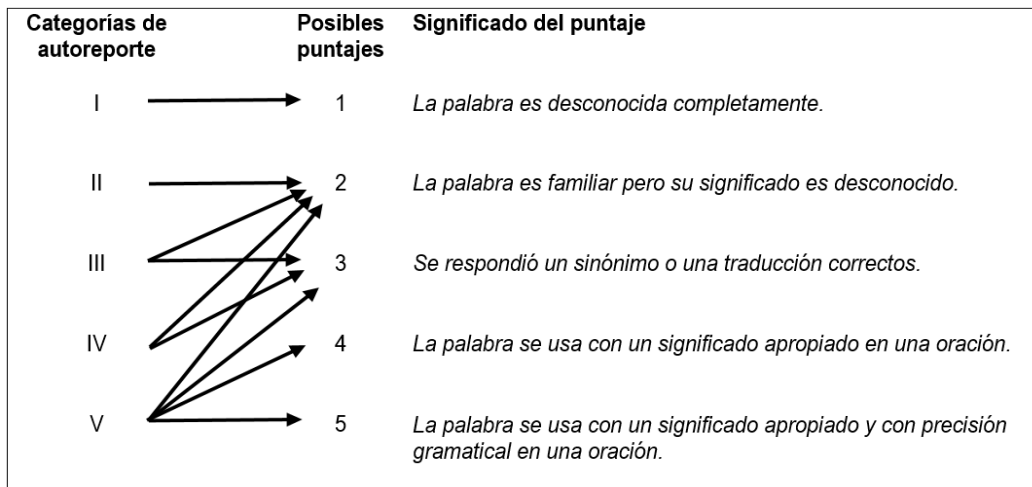 Categorías de autoreporte
Posibles puntajes
Significado del puntaje
I 1 La palabra es desconocida completamente.
II 2 La palabra es familiar pero su significado es desconocido.
III 3 Se respondió un sinónimo o una traducción correctos.
IV 4 La palabra se usa con un significado apropiado en una oración.
V 5 La palabra se usa con un significado apropiado y con precisión
gramatical en una oración.